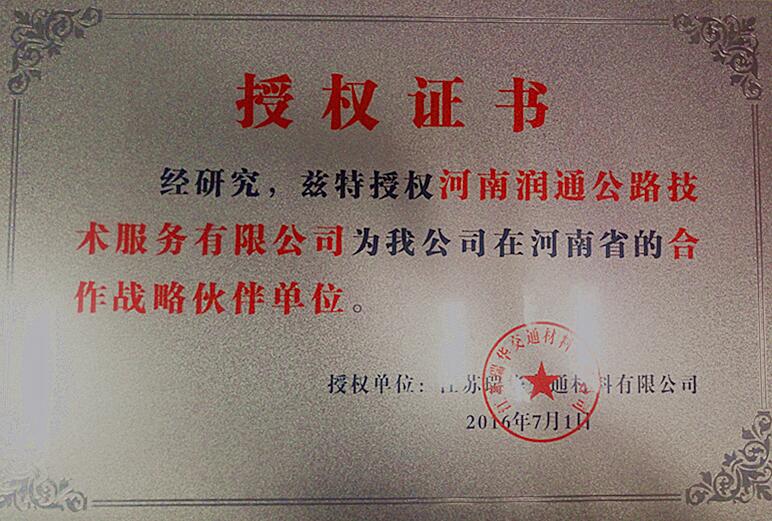 授权证书
经研究，兹特授权河南润通公路技
术服务有限公司为我公司在河南省的合
作战略伙伴单位。
授权单位：江苏瑞华交通材料有限公司
2016年7月1日